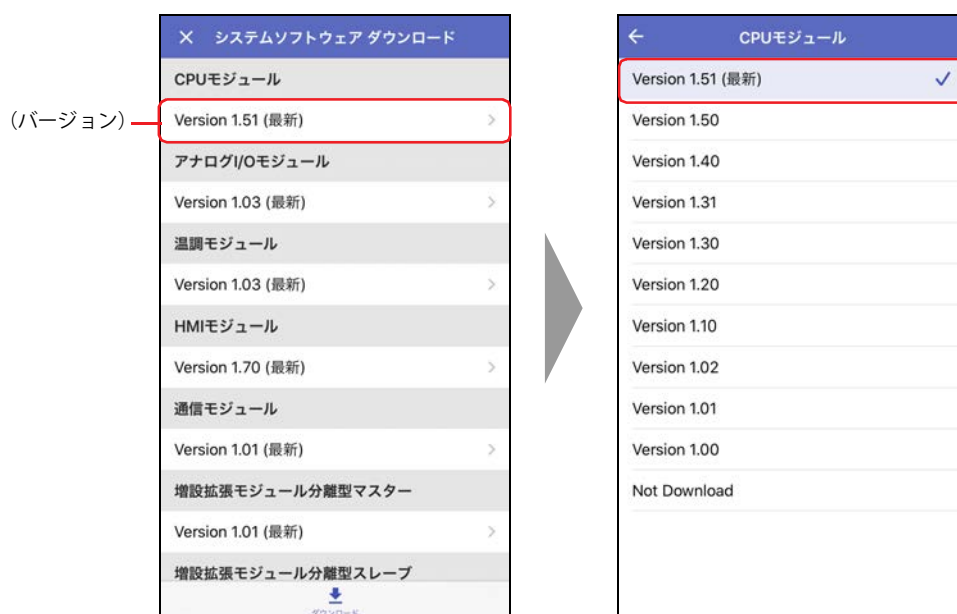 (バージョン)
× システムソフトウェア ダウンロード
CPUモジュール
Version 1.51 (最新)
アナログI/Oモジュール
Version 1.03 (最新)
温調モジュール
Version 1.03 (最新)
HMIモジュール
Version 1.70 (最新)
通信モジュール
Version 1.01 (最新)
増設拡張モジュール分離型マスター
Version 1.01 (最新)
増設拡張モジュール分離型スレーブ
ダウンロード
CPUモジュール
Version 1.51 (最新)
Version 1.50
Version 1.40
Version 1.31
Version 1.30
Version 1.20
Version 1.10
Version 1.02
Version 1.01
Version 1.00
Not Download